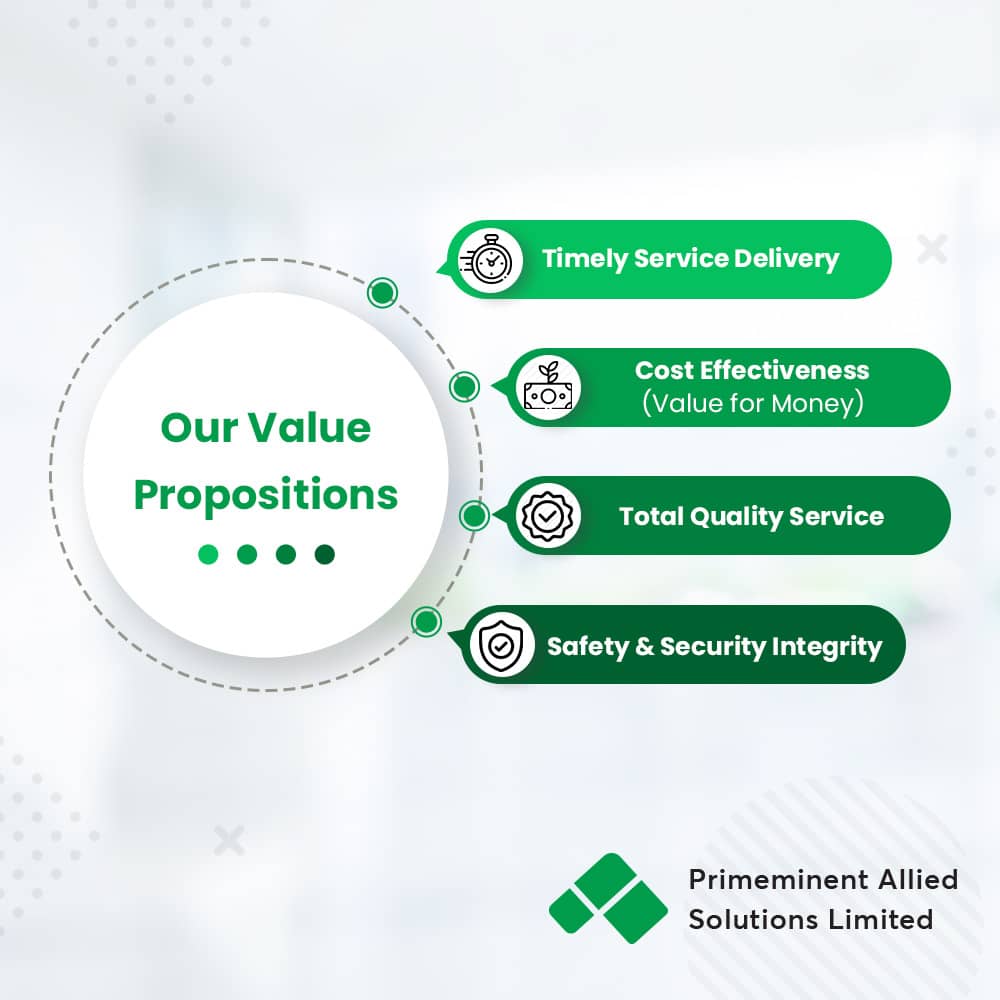 Our Value
Propositions
Timely Service Delivery
Cost Effectiveness
(Value for Money)
Total Quality Service
Safety & Security Integrity
Primeminent Allied
Solutions Limited